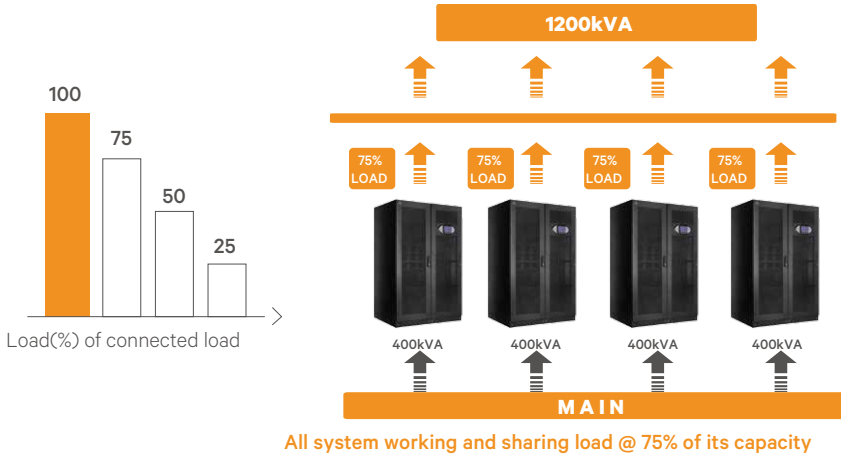 100
75
50
25
Load(%) of connected load
1200kVA
75%
LOAD
75%
LOAD
75%
LOAD
75%
LOAD
400kVA
400kVA
400kVA
400kVA
MAIN
All system working and sharing load @ 75% of its capacity